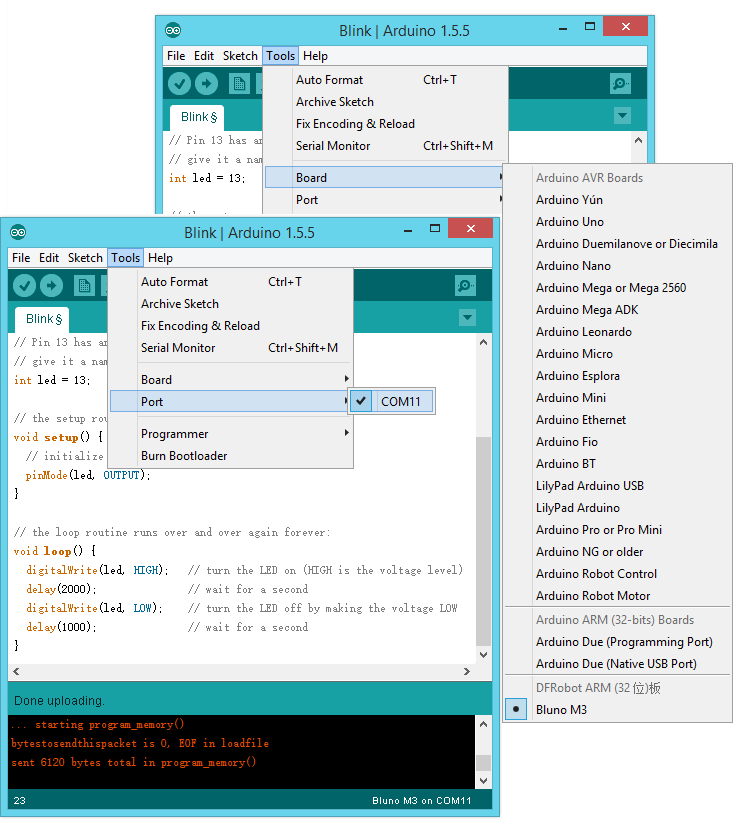 Blink | Arduino 1.5.5
File Edit Sketch Tools Help
Auto Format Ctrl+T
Archive Sketch
Fix Encoding & Reload
Serial Monitor Ctrl+Shift+M
Board
Port
Blink §
// Pin 13 has an
// give it a nam
int led = 13;
Arduino AVR Boards
Arduino Yún
Arduino Uno
Arduino Duemilanove or Diecimila
Arduino Nano
Arduino Mega or Mega 2560
Arduino Mega ADK
Arduino Leonardo
Arduino Micro
Arduino Esplora
Arduino Mini
Arduino Ethernet
Arduino Fio
Arduino BT
LilyPad Arduino USB
LilyPad Arduino
Arduino Pro or Pro Mini
Arduino NG or older
Arduino Robot Control
Arduino Robot Motor
Arduino ARM (32-bits) Boards
Arduino Due (Programming Port)
Arduino Due (Native USB Port)
DFRobot ARM (32 位)板
Bluno M3
Blink | Arduino 1.5.5
File Edit Sketch Tools Help
Auto Format Ctrl+T
Archive Sketch
Fix Encoding & Reload
Serial Monitor Ctrl+Shift+M
Board
Port
COM11
Programmer
Burn Bootloader
Blink §
// Pin 13 has an
// give it a nam
int led = 13;
// the setup rou
void setup() {
// initialize
pinMode(led, OUTPUT);
}
// the loop routine runs over and over again forever:
void loop() {
digitalWrite(led, HIGH); // turn the LED on (HIGH is the voltage level)
delay(2000); // wait for a second
digitalWrite(led, LOW); // turn the LED off by making the voltage LOW
delay(1000); // wait for a second
}
Done uploading.
... starting program_memory()
bytestosendthispacket is 0, EOF in loadfile
sent 6120 bytes total in program_memory()
23 Bluno M3 on COM11